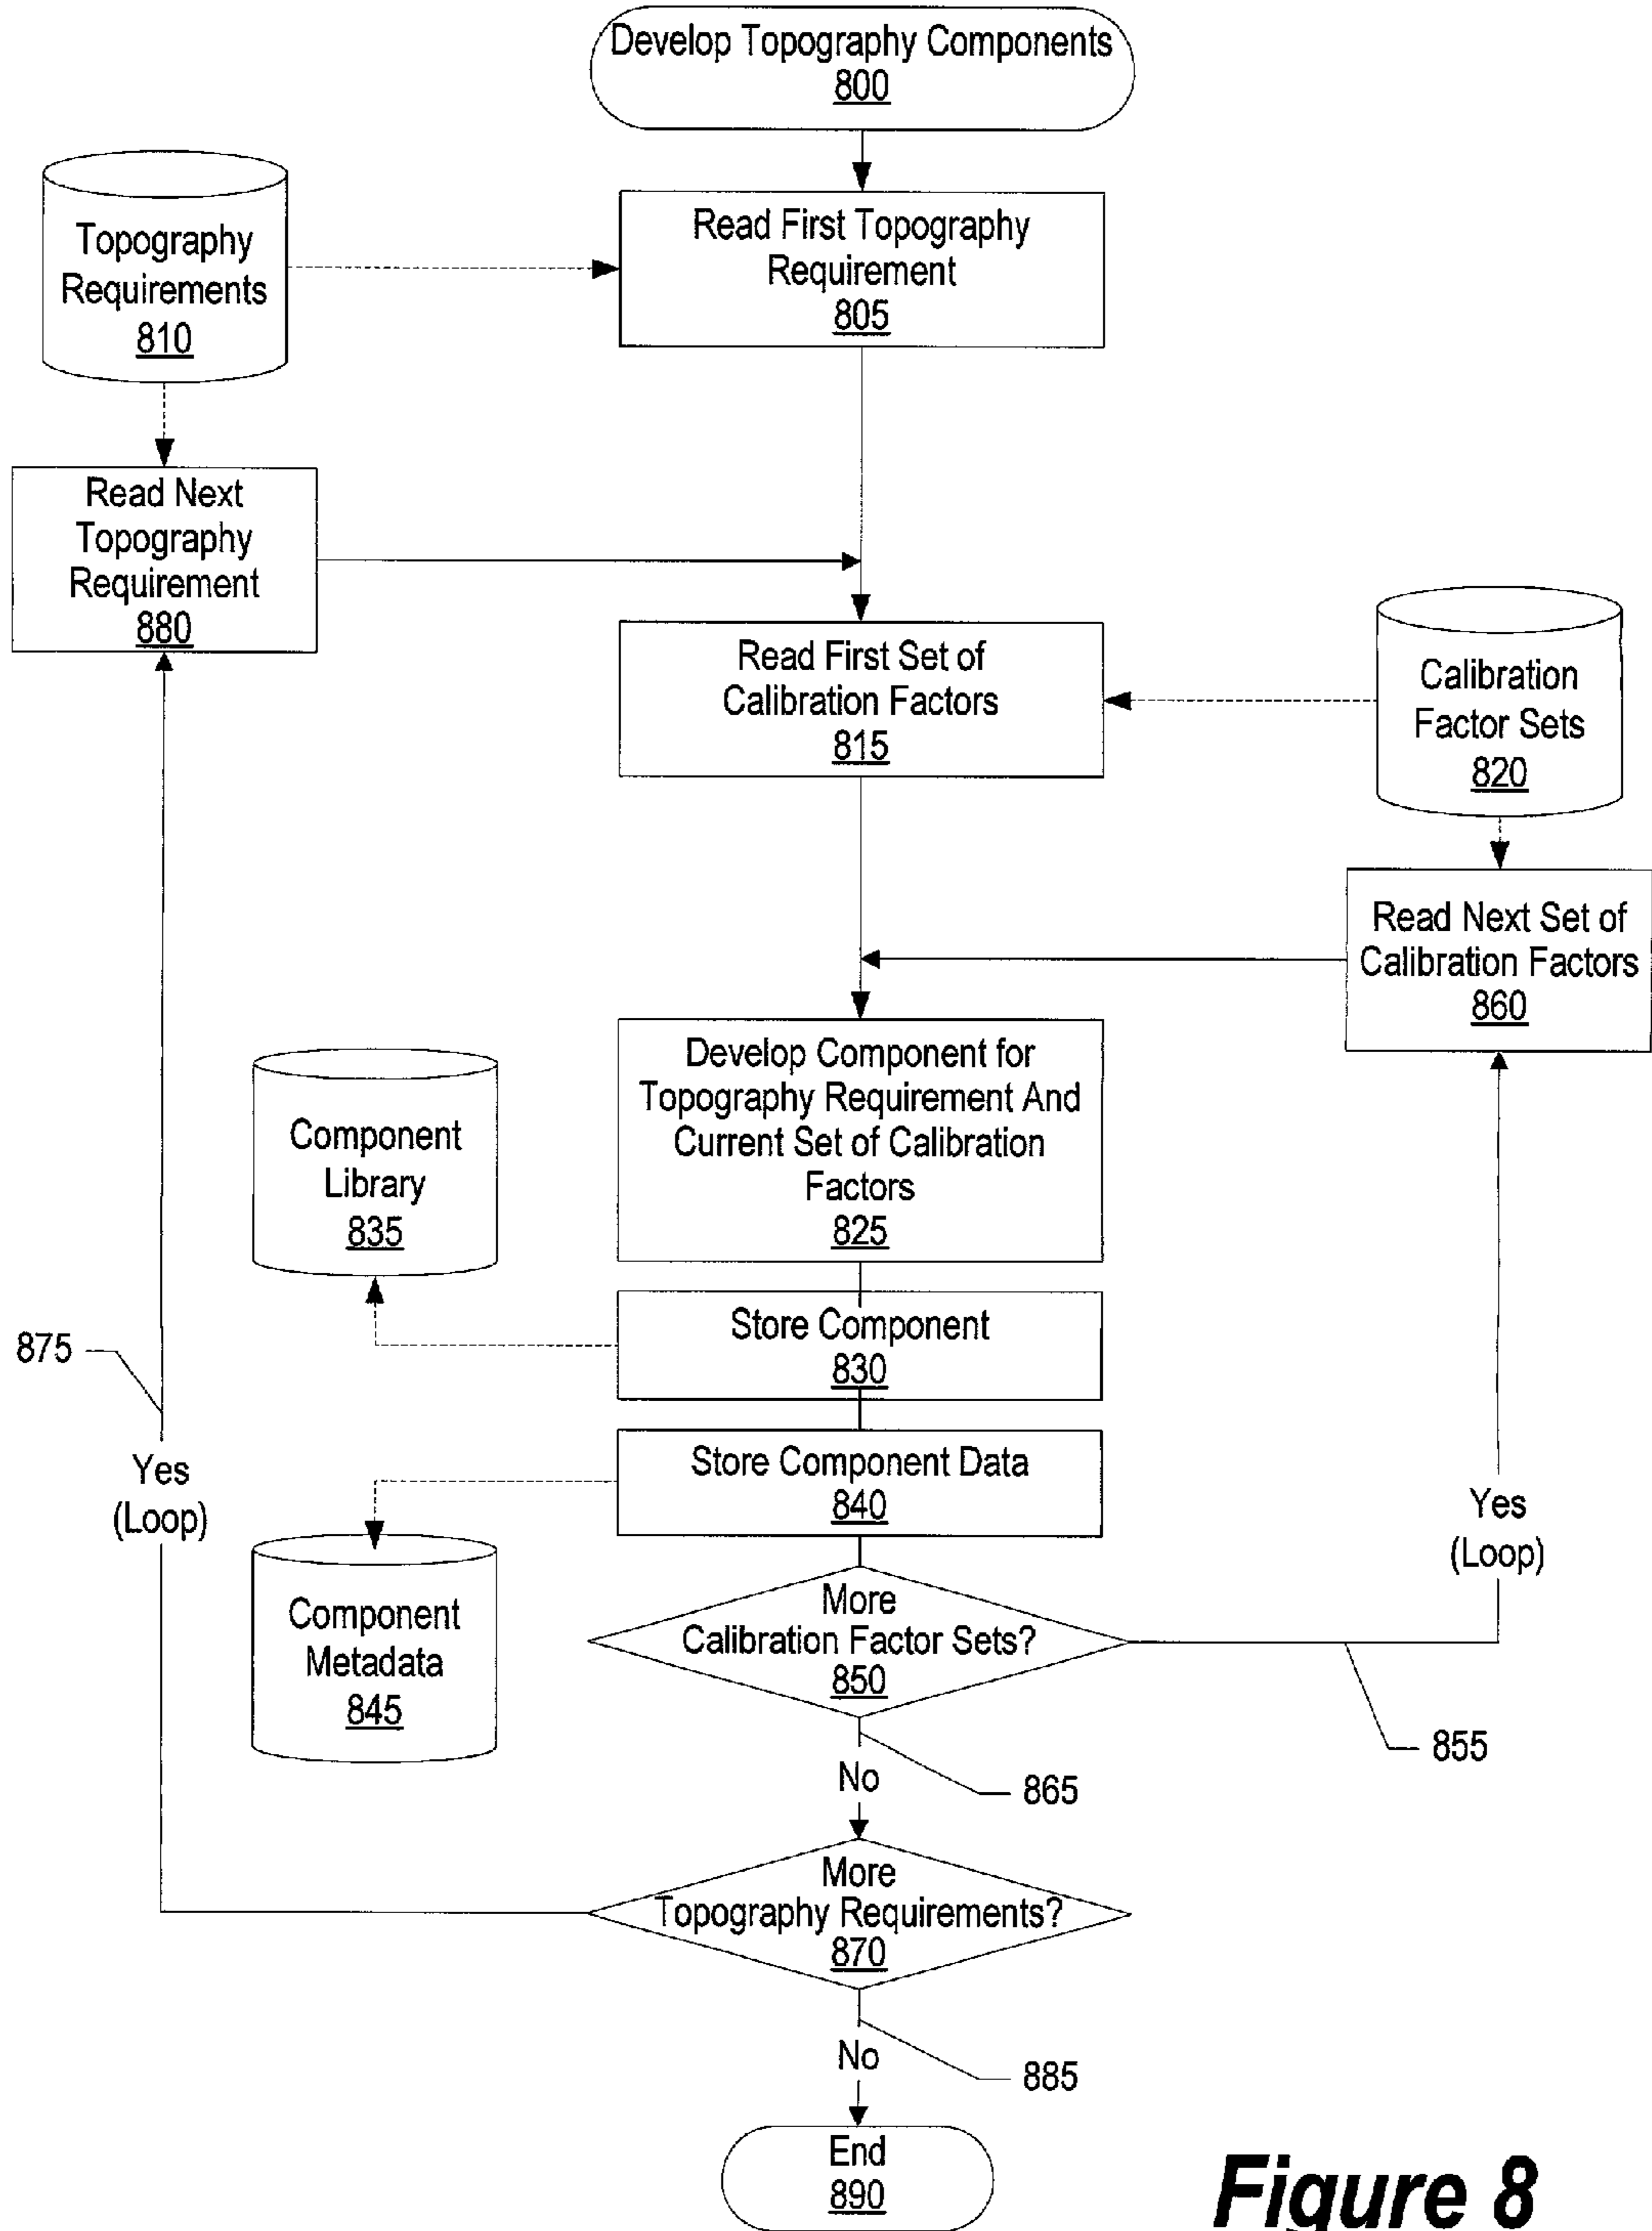 Develop Topography Components
800
Topography
Requirements
810
Read First Topography
Requirement
805
Read Next
Topography
Requirement
880
Read First Set of
Calibration Factors
815
Calibration
Factor Sets
820
Read Next Set of
Calibration Factors
860
Develop Component for
Topography Requirement And
Current Set of Calibration
Factors
825
Component
Library
835
Store Component
830
875
Store Component Data
840
Yes
(Loop)
Yes
(Loop)
Component
Metadata
845
More
Calibration Factor Sets?
850
855
865
No
More
Topography Requirements?
870
No
885
End
890
Figure 8